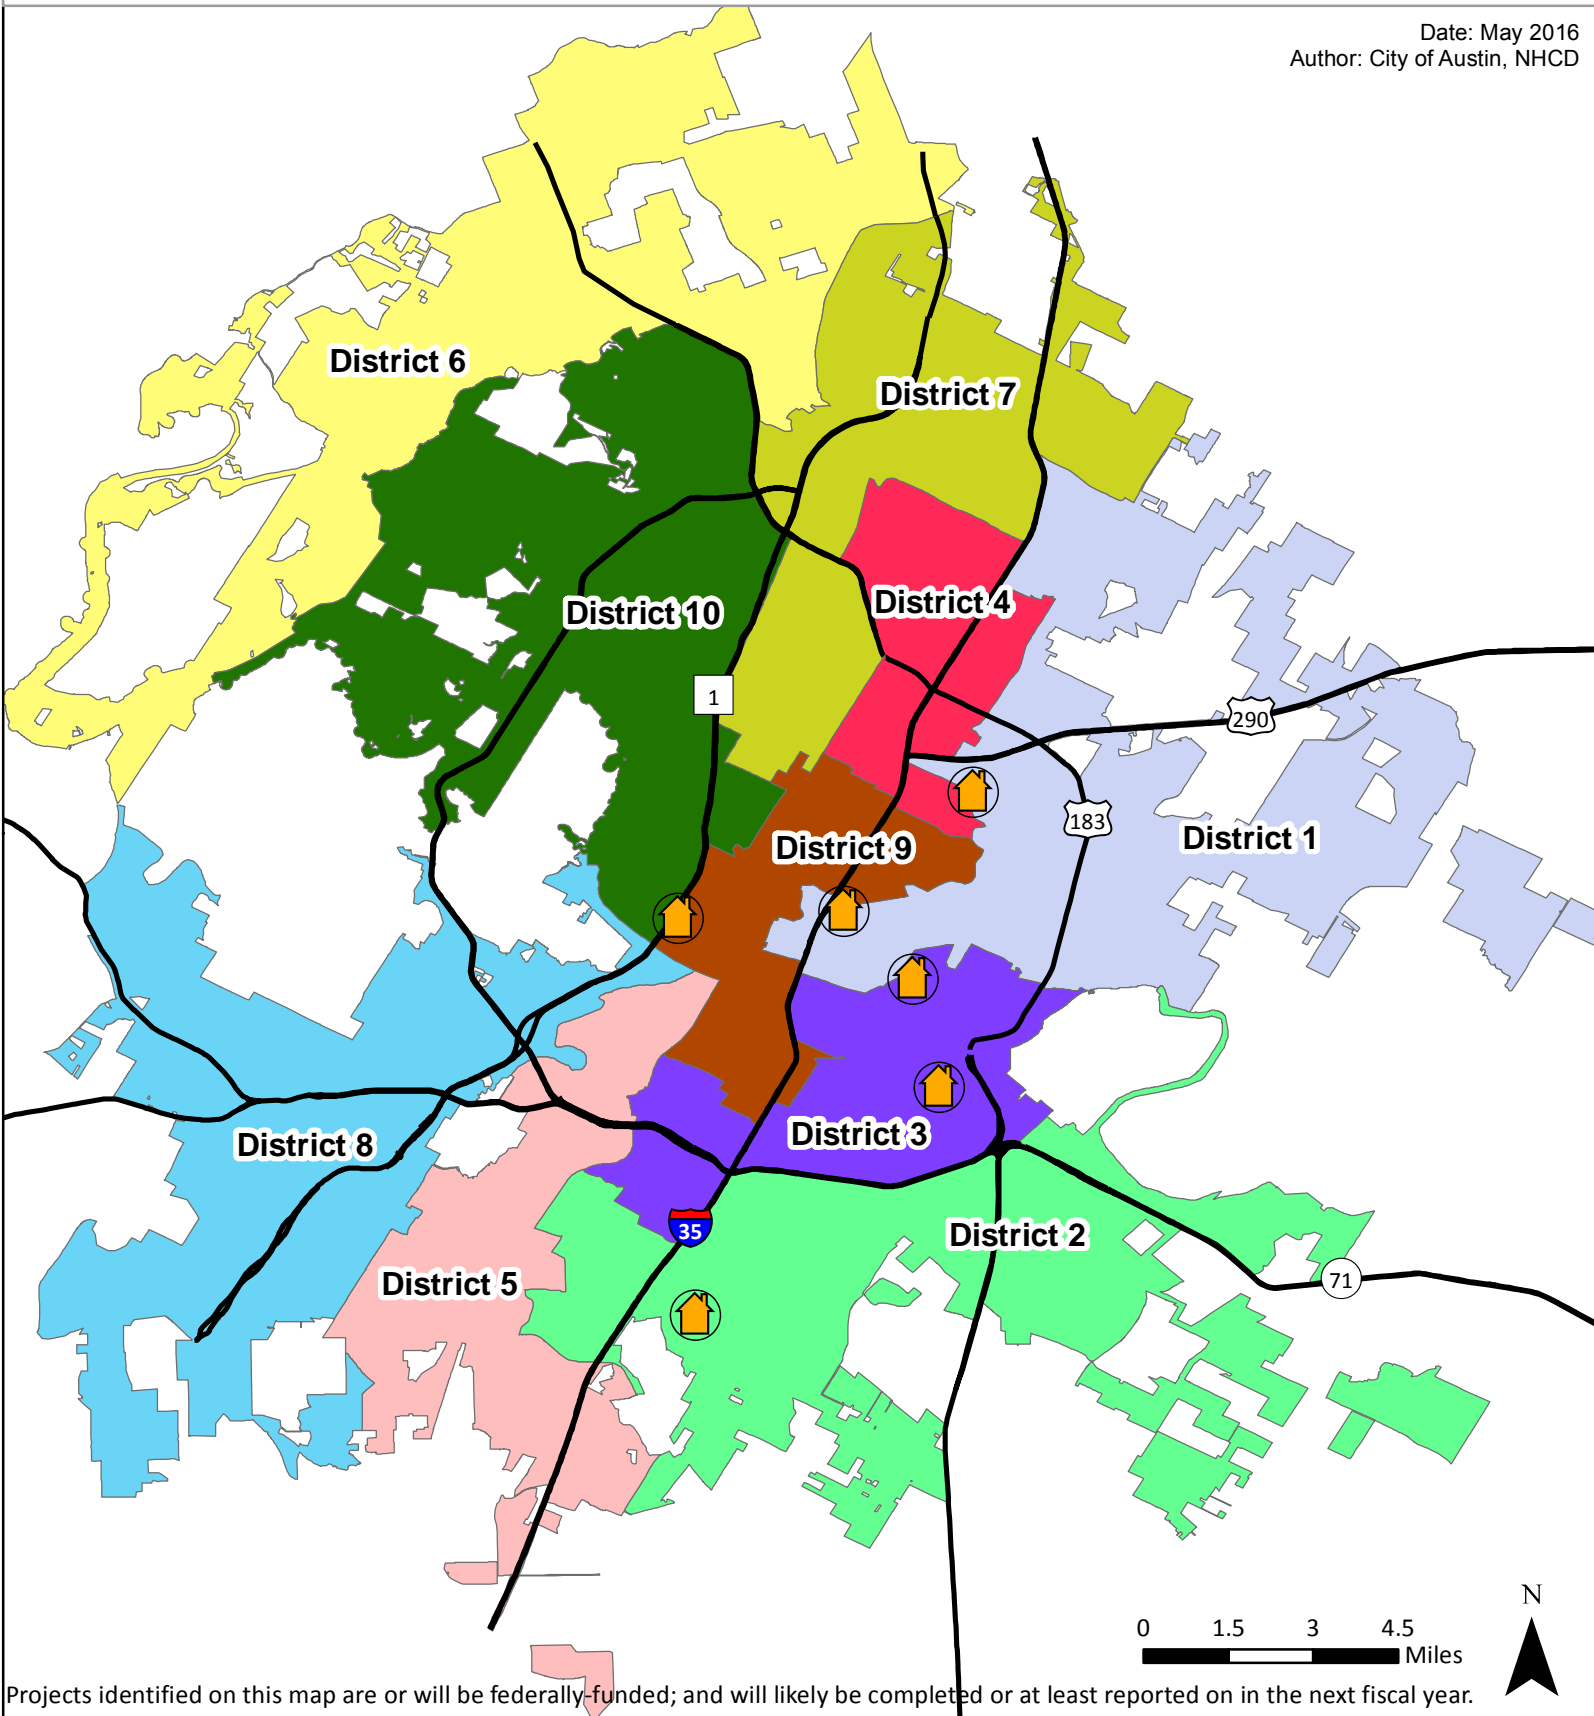 Date: May 2016
Author: City of Austin, NHCD
District 6
District 7
District 4
District 10
1
290
183
District 1
District 9
District 3
District 8
35
District 2
71
District 5
N
0 1.5 3 4.5
Miles
Projects identified on this map are or will be federally-funded; and will likely be completed or at least reported on in the next fiscal year.